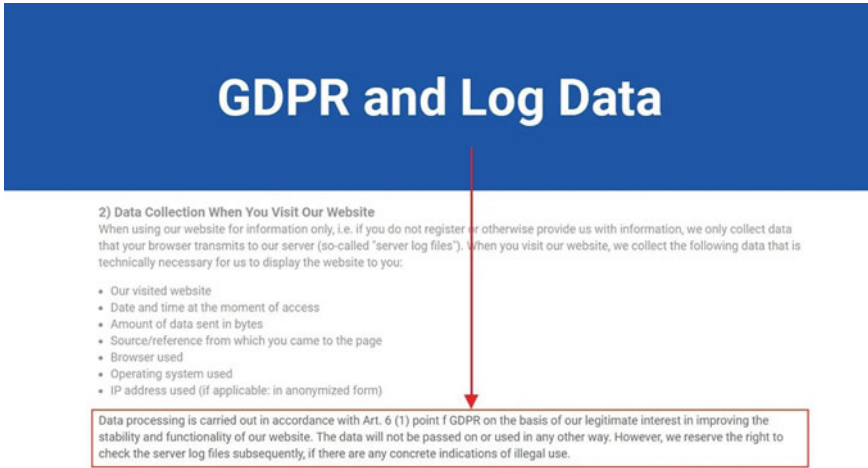 GDPR and Log Data
2) Data Collection When You Visit Our Website
When using our website for information only, i.e. if you do not register or otherwise provide us with information, we only collect data
that your browser transmits to our server (so-called "server log files"). When you visit our website, we collect the following data that is
technically necessary for us to display the website to you:
• Our visited website
• Date and time at the moment of access
• Amount of data sent in bytes
• Source/reference from which you came to the page
• Browser used
• Operating system used
• IP address used (if applicable: in anonymized form)
Data processing is carried out in accordance with Art. 6 (1) point f GDPR on the basis of our legitimate interest in improving the
stability and functionality of our website. The data will not be passed on or used in any other way. However, we reserve the right to
check the server log files subsequently, if there are any concrete indications of illegal use.